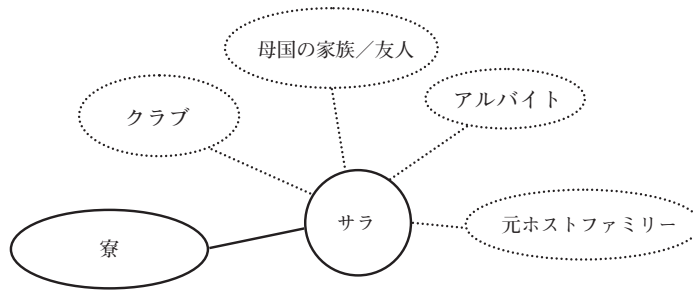 母国の家族／友人
アルバイト
クラブ
サラ
元ホストファミリー
寮